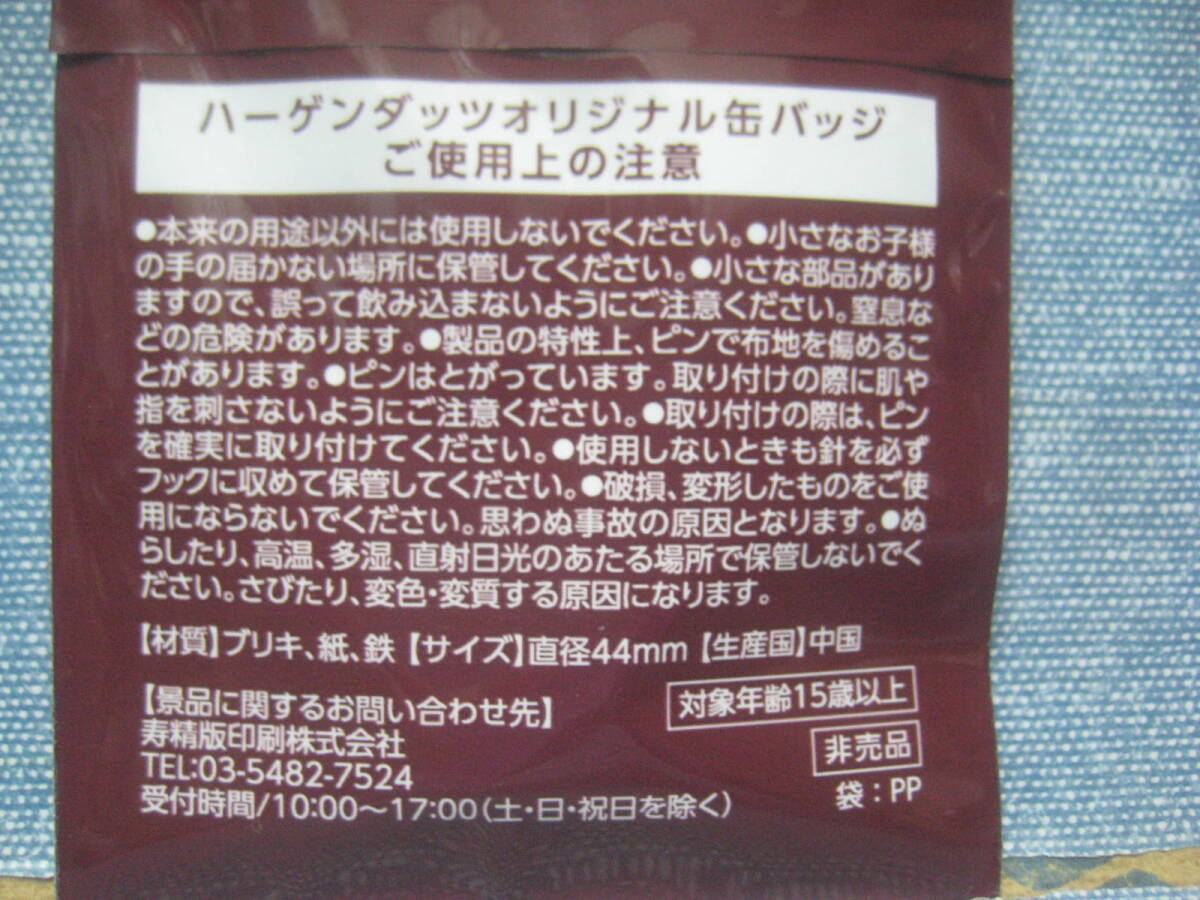 ハーゲンダッツオリジナル缶バッジ
ご使用上の注意
●本来の用途以外には使用しないでください。●小さなお子様
の手の届かない場所に保管してください。●小さな部品があり
ますので、誤って飲み込まないようにご注意ください。窒息な
どの危険があります。●製品の特性上、ピンで布地を傷めるこ
とがあります。●ピンはとがっています。取り付けの際に肌や
指を刺さないようにご注意ください。●取り付けの際は、ピン
を確実に取り付けてください。●使用しないときも針を必ず
フックに収めて保管してください。●破損、変形したものをご使
用にならないでください。思わぬ事故の原因となります。●ぬ
らしたり、高温、多湿、直射日光のあたる場所で保管しないでく
ださい。さびたり、変色・変質する原因になります。
【材質】ブリキ、紙、鉄【サイズ】直径44mm【生産国】中国
【景品に関するお問い合わせ先】
寿精版印刷株式会社
TEL:03-5482-7524
受付時間/10:00～17:00(土・日・祝日を除く)
対象年齢15歳以上
非売品
袋：PP